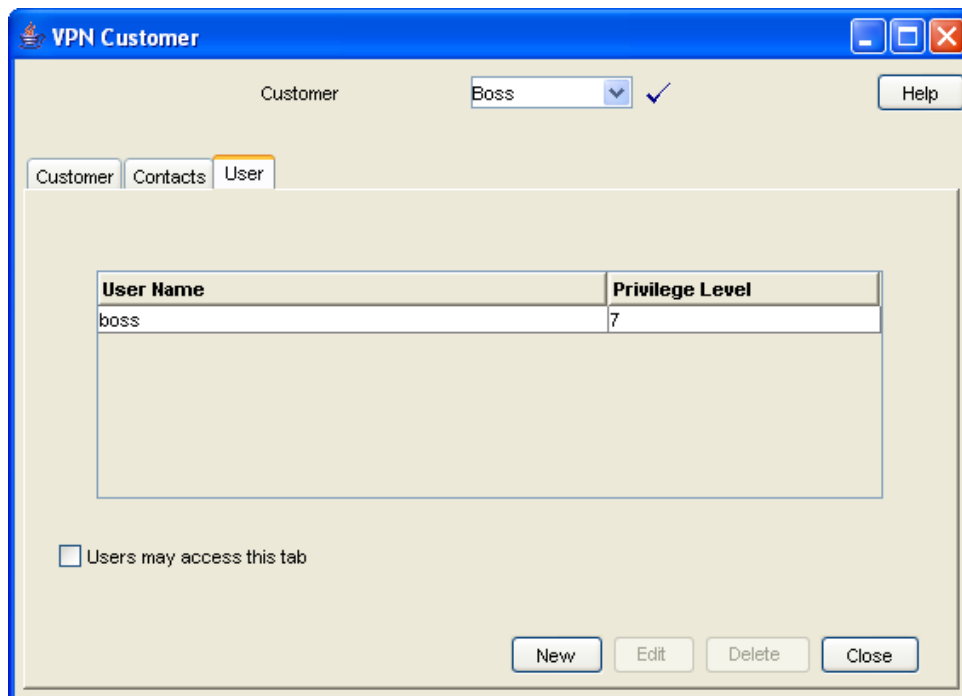 VPN Customer
Customer Boss Help
Customer Contacts User
User Name Privilege Level
boss 7
Users may access this tab
New Edit Delete Close